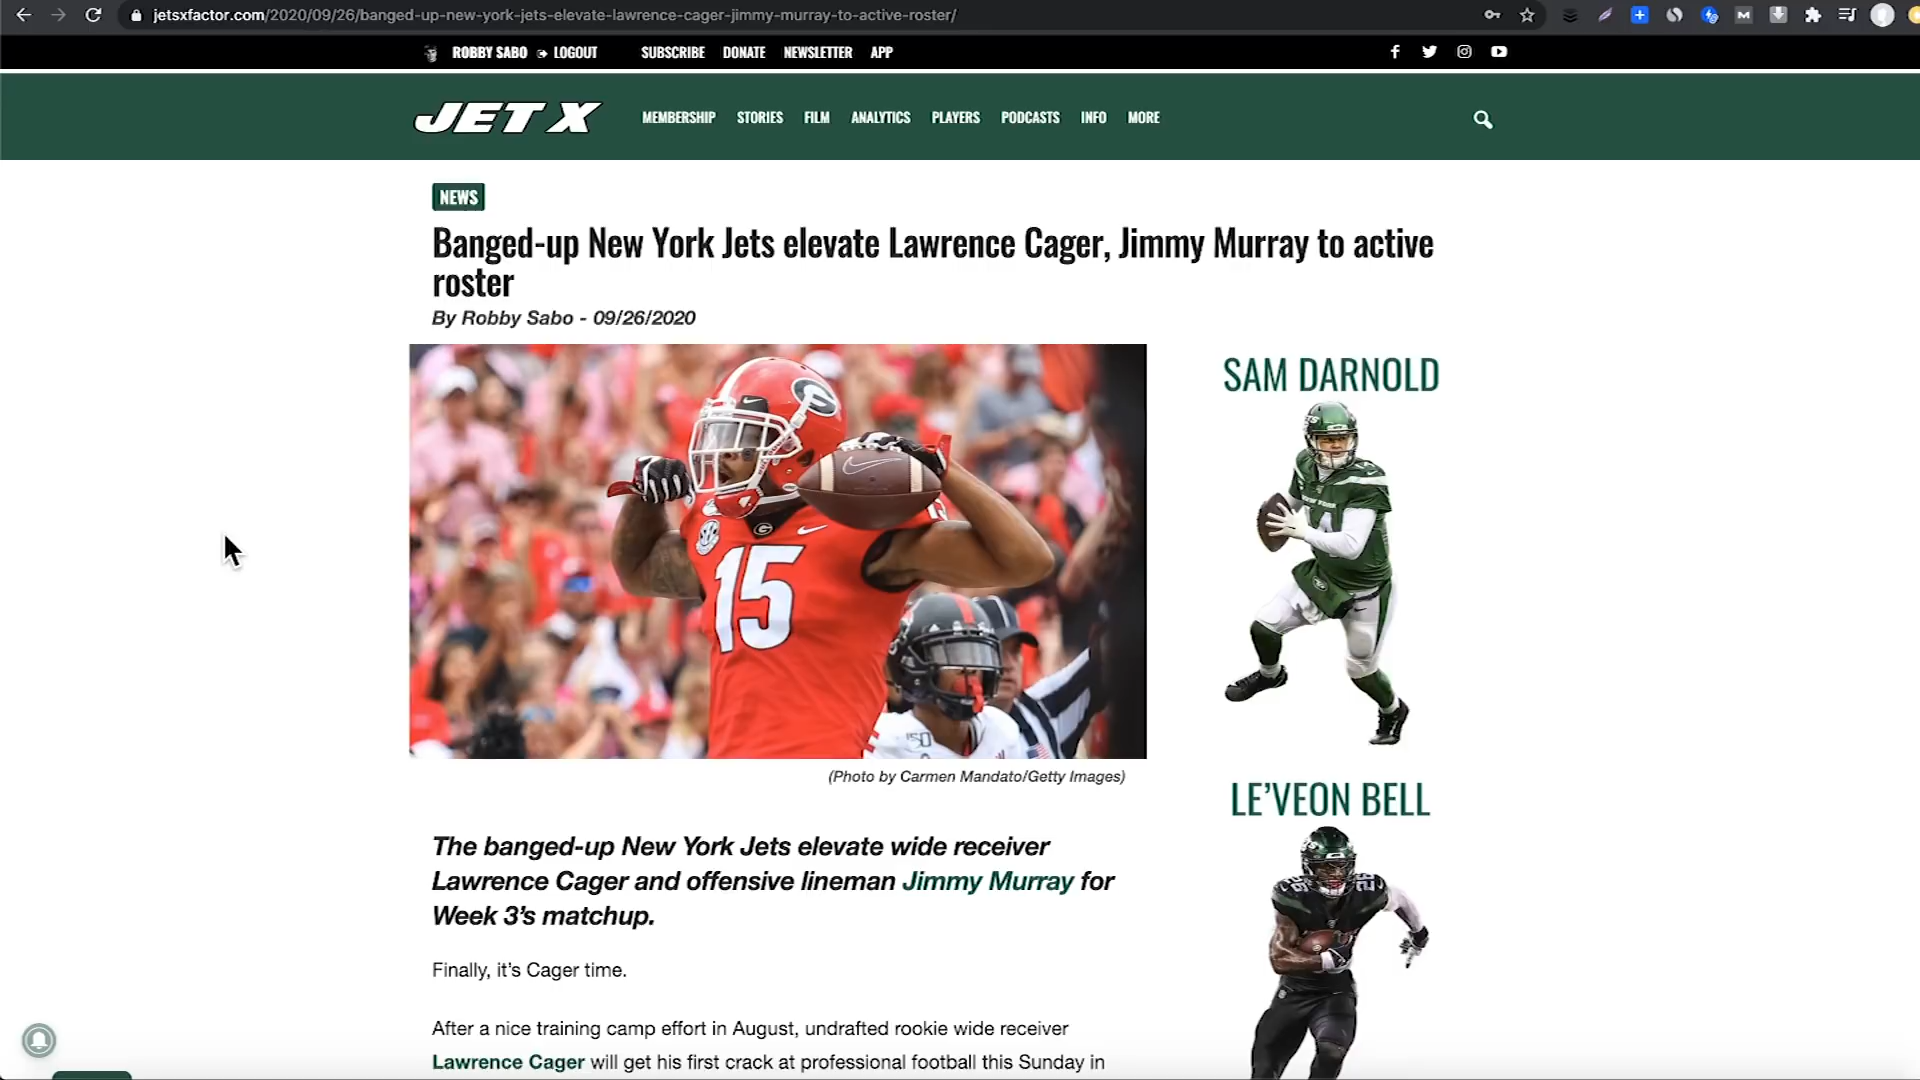 jetsxfactor.com/2020/09/26/banged-up-new-york-jets-elevate-lawrence-cager-jimmy-murray-to-active-roster/
ROBBY SABO LOGOUT SUBSCRIBE DONATE NEWSLETTER APP
JET X MEMBERSHIP STORIES FILM ANALYTICS PLAYERS PODCASTS INFO MORE
NEWS
Banged-up New York Jets elevate Lawrence Cager, Jimmy Murray to active
roster
By Robby Sabo - 09/26/2020
15
(Photo by Carmen Mandato/Getty Images)
SAM DARNOLD
LE'VEON BELL
26
The banged-up New York Jets elevate wide receiver
Lawrence Cager and offensive lineman Jimmy Murray for
Week 3's matchup.
Finally, it's Cager time.
After a nice training camp effort in August, undrafted rookie wide receiver
Lawrence Cager will get his first crack at professional football this Sunday in